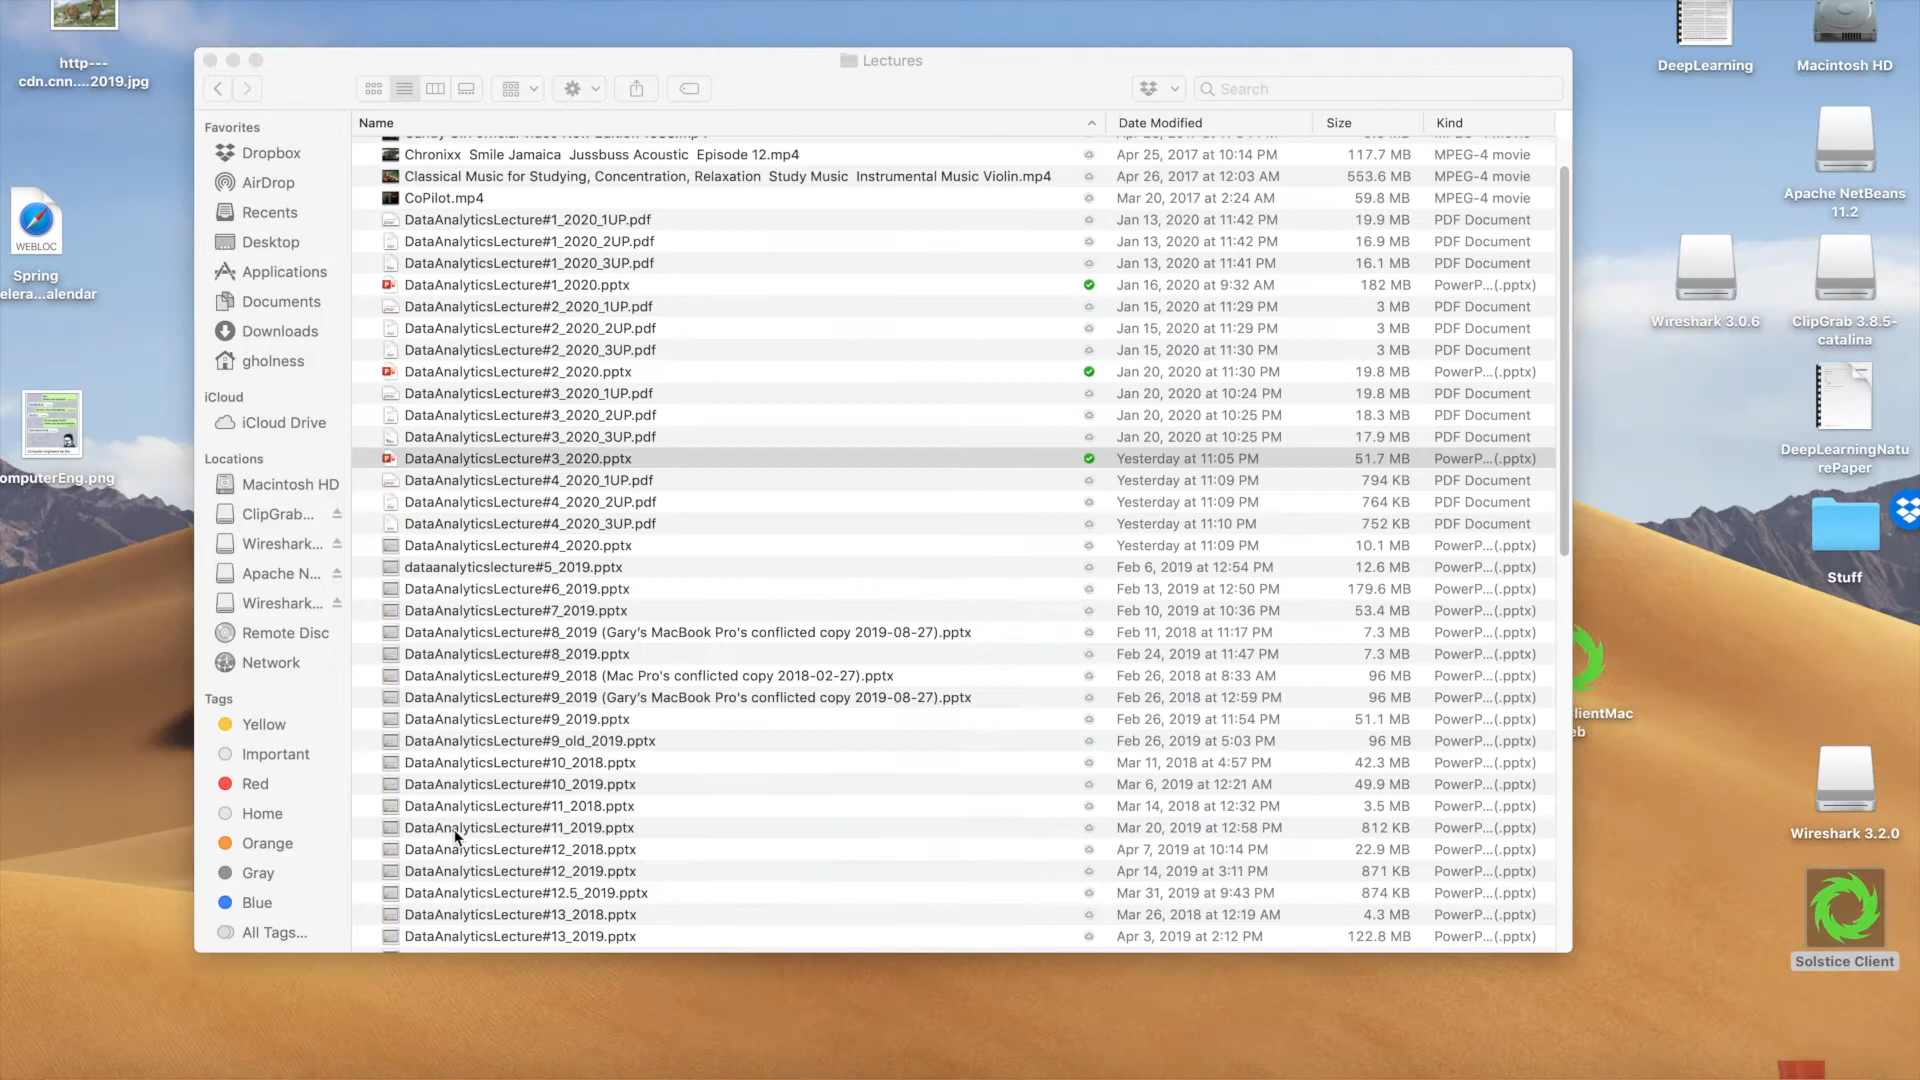 http---
cdn.cnn....2019.jpg
WEBLOC
Spring
elera...alendar
omputerEng.png
Lectures
Search
Favorites
Dropbox
AirDrop
Recents
Desktop
Applications
Documents
Downloads
gholness
iCloud
iCloud Drive
Locations
Macintosh HD
ClipGrab...
Wireshark...
Apache N...
Wireshark...
Remote Disc
Network
Tags
Yellow
Important
Red
Home
Orange
Gray
Blue
All Tags...
Name Date Modified Size Kind
Chronixx Smile Jamaica Jussbuss Acoustic Episode 12.mp4 Apr 25, 2017 at 10:14 PM 117.7 MB MPEG-4 movie
Classical Music for Studying, Concentration, Relaxation Study Music Instrumental Music Violin.mp4 Apr 26, 2017 at 12:03 AM 553.6 MB MPEG-4 movie
CoPilot.mp4 Mar 20, 2017 at 2:24 AM 59.8 MB MPEG-4 movie
DataAnalyticsLecture#1_2020_1UP.pdf Jan 13, 2020 at 11:42 PM 19.9 MB PDF Document
DataAnalyticsLecture#1_2020_2UP.pdf Jan 13, 2020 at 11:42 PM 16.9 MB PDF Document
DataAnalyticsLecture#1_2020_3UP.pdf Jan 13, 2020 at 11:41 PM 16.1 MB PDF Document
DataAnalyticsLecture#1_2020.pptx Jan 16, 2020 at 9:32 AM 182 MB PowerP...(.pptx)
DataAnalyticsLecture#2_2020_1UP.pdf Jan 15, 2020 at 11:29 PM 3 MB PDF Document
DataAnalyticsLecture#2_2020_2UP.pdf Jan 15, 2020 at 11:29 PM 3 MB PDF Document
DataAnalyticsLecture#2_2020_3UP.pdf Jan 15, 2020 at 11:30 PM 3 MB PDF Document
DataAnalyticsLecture#2_2020.pptx Jan 20, 2020 at 11:30 PM 19.8 MB PowerP...(.pptx)
DataAnalyticsLecture#3_2020_1UP.pdf Jan 20, 2020 at 10:24 PM 19.8 MB PDF Document
DataAnalyticsLecture#3_2020_2UP.pdf Jan 20, 2020 at 10:25 PM 18.3 MB PDF Document
DataAnalyticsLecture#3_2020_3UP.pdf Jan 20, 2020 at 10:25 PM 17.9 MB PDF Document
DataAnalyticsLecture#3_2020.pptx Yesterday at 11:05 PM 51.7 MB PowerP...(.pptx)
DataAnalyticsLecture#4_2020_1UP.pdf Yesterday at 11:09 PM 794 KB PDF Document
DataAnalyticsLecture#4_2020_2UP.pdf Yesterday at 11:09 PM 764 KB PDF Document
DataAnalyticsLecture#4_2020_3UP.pdf Yesterday at 11:10 PM 752 KB PDF Document
DataAnalyticsLecture#4_2020.pptx Yesterday at 11:09 PM 10.1 MB PowerP...(.pptx)
dataanalyticslecture#5_2019.pptx Feb 6, 2019 at 12:54 PM 12.6 MB PowerP...(.pptx)
DataAnalyticsLecture#6_2019.pptx Feb 13, 2019 at 12:50 PM 179.6 MB PowerP...(.pptx)
DataAnalyticsLecture#7_2019.pptx Feb 10, 2019 at 10:36 PM 53.4 MB PowerP...(.pptx)
DataAnalyticsLecture#8_2019 (Gary's MacBook Pro's conflicted copy 2019-08-27).pptx Feb 11, 2018 at 11:17 PM 7.3 MB PowerP...(.pptx)
DataAnalyticsLecture#8_2019.pptx Feb 24, 2019 at 11:47 PM 7.3 MB PowerP...(.pptx)
DataAnalyticsLecture#9_2018 (Mac Pro's conflicted copy 2018-02-27).pptx Feb 26, 2018 at 8:33 AM 96 MB PowerP...(.pptx)
DataAnalyticsLecture#9_2019 (Gary's MacBook Pro's conflicted copy 2019-08-27).pptx Feb 26, 2018 at 12:59 PM 96 MB PowerP...(.pptx)
DataAnalyticsLecture#9_2019.pptx Feb 26, 2019 at 11:54 PM 51.1 MB PowerP...(.pptx)
DataAnalyticsLecture#9_old_2019.pptx Feb 26, 2019 at 5:03 PM 96 MB PowerP...(.pptx)
DataAnalyticsLecture#10_2018.pptx Mar 11, 2018 at 4:57 PM 42.3 MB PowerP...(.pptx)
DataAnalyticsLecture#10_2019.pptx Mar 6, 2019 at 12:21 AM 49.9 MB PowerP...(.pptx)
DataAnalyticsLecture#11_2018.pptx Mar 14, 2018 at 12:32 PM 3.5 MB PowerP...(.pptx)
DataAnalyticsLecture#11_2019.pptx Mar 20, 2019 at 12:58 PM 812 KB PowerP...(.pptx)
DataAnalyticsLecture#12_2018.pptx Apr 7, 2019 at 10:14 PM 22.9 MB PowerP...(.pptx)
DataAnalyticsLecture#12_2019.pptx Apr 14, 2019 at 3:11 PM 871 KB PowerP...(.pptx)
DataAnalyticsLecture#12.5_2019.pptx Mar 31, 2019 at 9:43 PM 874 KB PowerP...(.pptx)
DataAnalyticsLecture#13_2018.pptx Mar 26, 2018 at 12:19 AM 4.3 MB PowerP...(.pptx)
DataAnalyticsLecture#13_2019.pptx Apr 3, 2019 at 2:12 PM 122.8 MB PowerP...(.pptx)
DeepLearning
Macintosh HD
Apache NetBeans
11.2
Wireshark 3.0.6
ClipGrab 3.8.5-
catalina
DeepLearningNatu
rePaper
Stuff
lientMac
eb
Wireshark 3.2.0
Solstice Client